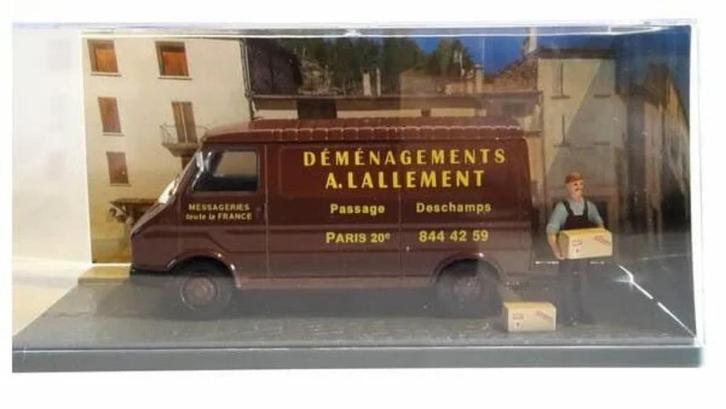 DÉMÉNAGEMENTS
A. LALLEMENT
MESSAGERIES
toute la FRANCE
Passage Deschamps
PARIS 20e 844 42 59